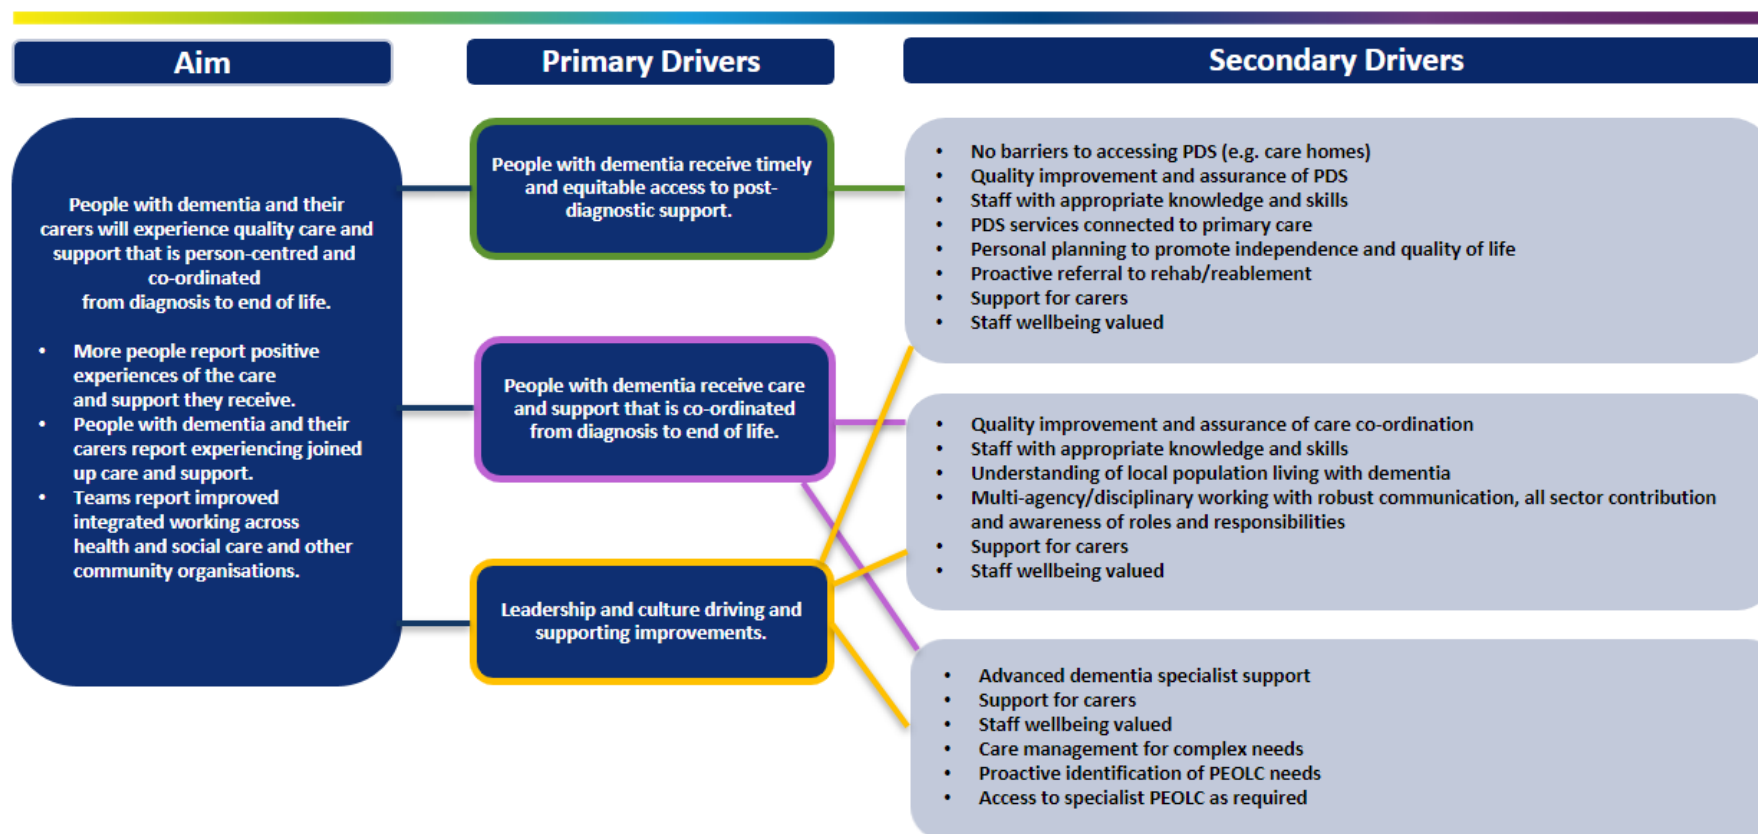 Aim
Primary Drivers
Secondary Drivers
People with dementia and their
carers will experience quality care and
support that is person-centred and
co-ordinated
from diagnosis to end of life.
• More people report positive
experiences of the care
and support they receive.
• People with dementia and their
carers report experiencing joined
up care and support.
• Teams report improved
integrated working across
health and social care and other
community organisations.
People with dementia receive timely
and equitable access to post-
diagnostic support.
People with dementia receive care
and support that is co-ordinated
from diagnosis to end of life.
Leadership and culture driving and
supporting improvements.
• No barriers to accessing PDS (e.g. care homes)
• Quality improvement and assurance of PDS
• Staff with appropriate knowledge and skills
• PDS services connected to primary care
• Personal planning to promote independence and quality of life
• Proactive referral to rehab/reablement
• Support for carers
• Staff wellbeing valued
• Quality improvement and assurance of care co-ordination
• Staff with appropriate knowledge and skills
• Understanding of local population living with dementia
• Multi-agency/disciplinary working with robust communication, all sector contribution
and awareness of roles and responsibilities
• Support for carers
• Staff wellbeing valued
• Advanced dementia specialist support
• Support for carers
• Staff wellbeing valued
• Care management for complex needs
• Proactive identification of PEOLC needs
• Access to specialist PEOLC as required